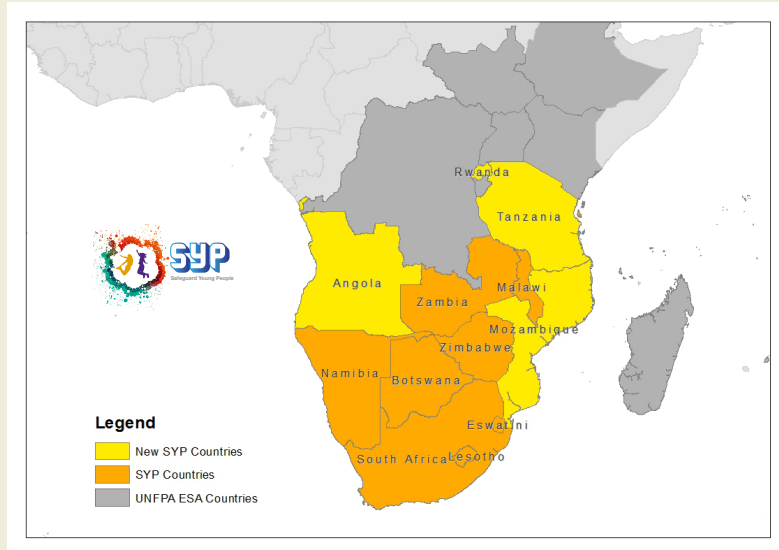 Rwanda
Tanzania
Angola
Malawi
Zambia
Mozambique
Zimbabwe
Namibia
Botswana
Eswatini
South Africa
Lesotho
SYP
Safeguard Young People
Legend
New SYP Countries
SYP Countries
UNFPA ESA Countries